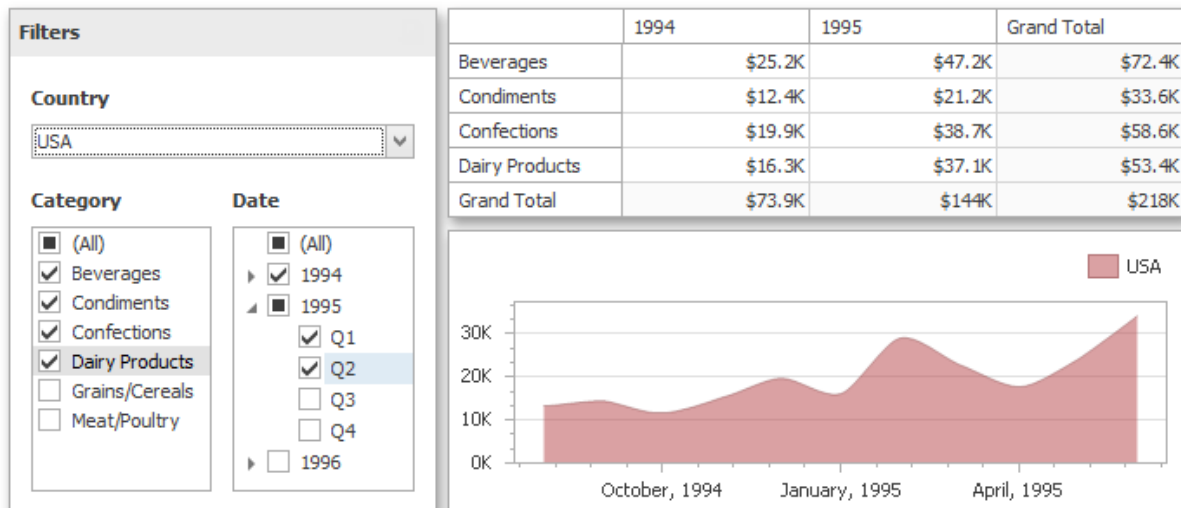 Filters
Country
USA
Category
(All)
Beverages
Condiments
Confections
Dairy Products
Grains/Cereals
Meat/Poultry
Date
(All)
1994
1995
Q1
Q2
Q3
Q4
1996
1994 1995 Grand Total
Beverages $25.2K $47.2K $72.4K
Condiments $12.4K $21.2K $33.6K
Confections $19.9K $38.7K $58.6K
Dairy Products $16.3K $37.1K $53.4K
Grand Total $73.9K $144K $218K
USA
30K
20K
10K
0K
October, 1994 January, 1995 April, 1995